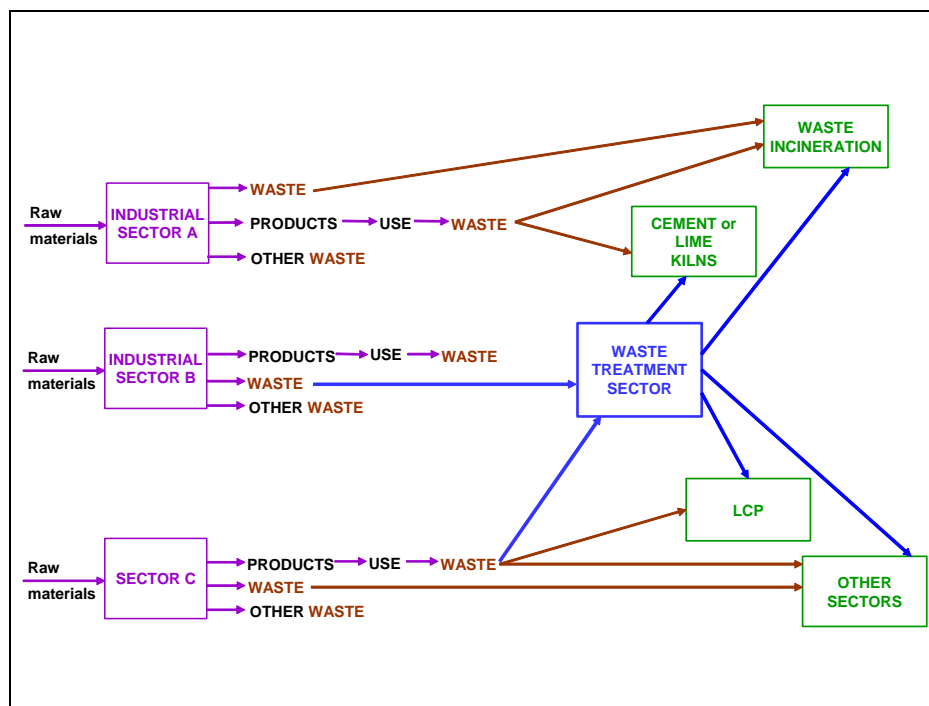 WASTE
INCINERATION
WASTE
Raw
materials
INDUSTRIAL
SECTOR A
PRODUCTS USE WASTE
OTHER WASTE
CEMENT or
LIME
KILNS
Raw
materials
INDUSTRIAL
SECTOR B
PRODUCTS USE WASTE
WASTE
OTHER WASTE
WASTE
TREATMENT
SECTOR
LCP
Raw
materials
SECTOR C
PRODUCTS USE WASTE
WASTE
OTHER WASTE
OTHER
SECTORS